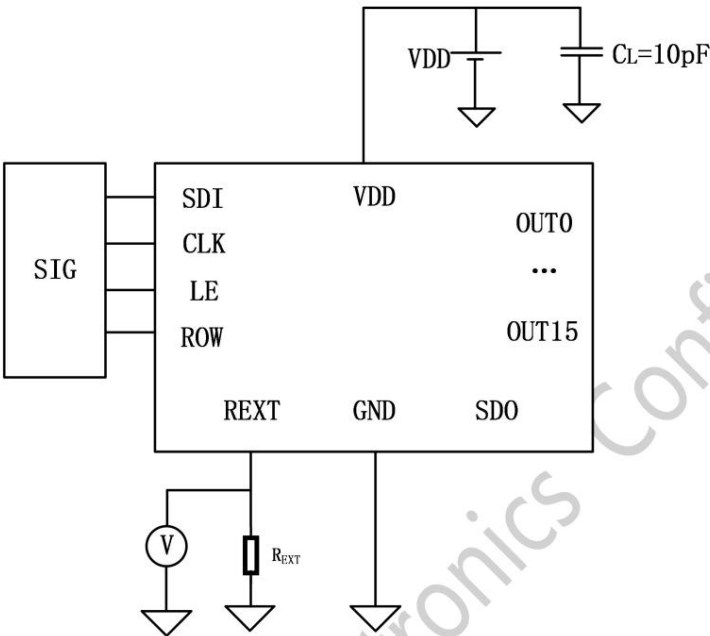 VDD
CL=10pF
SIG
SDI
VDD
CLK
OUT0
...
LE
ROW
OUT15
REXT
GND
SDO
V
REXT